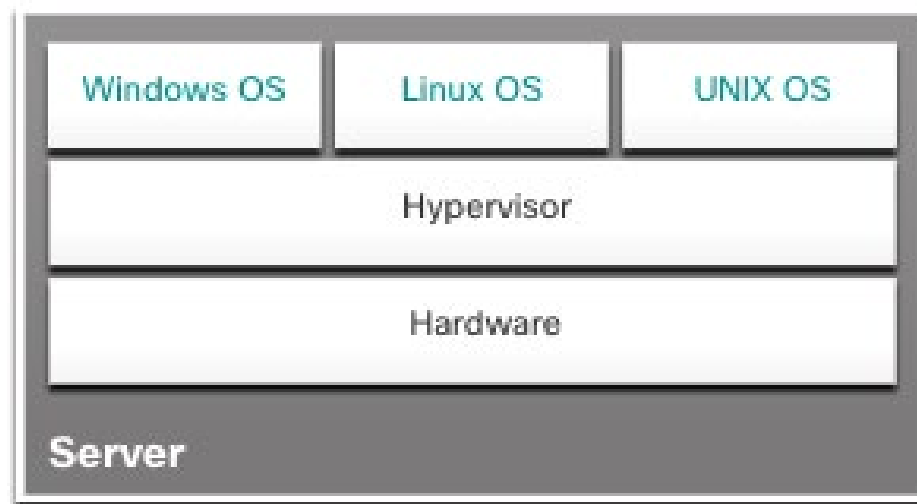 Windows OS Linux OS UNIX OS
Hypervisor
Hardware
Server